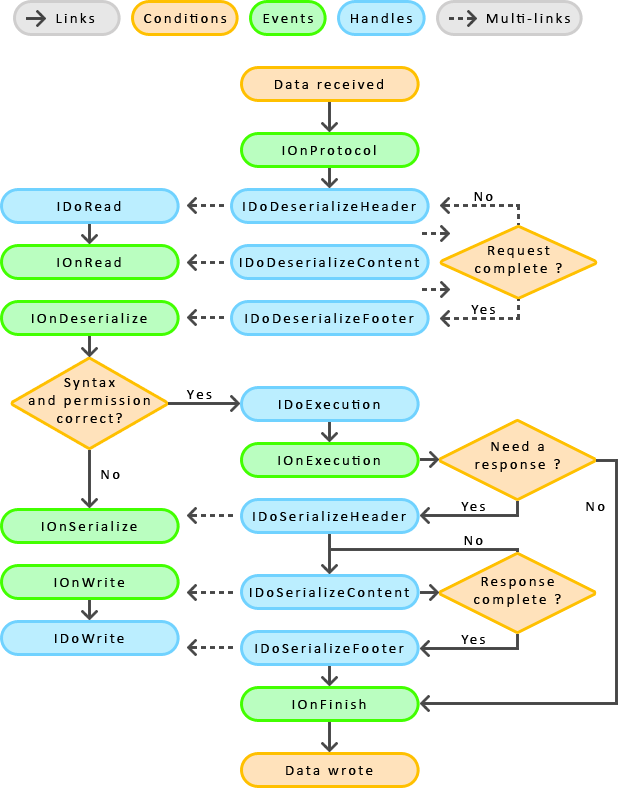 Links
Conditions
Events
Handles
Multi-links
Data received
IOnProtocol
IDoRead
IDoDeserializeHeader
No
IOnRead
IDoDeserializeContent
Request
complete ?
IOnDeserialize
IDoDeserializeFooter
Yes
Syntax
and permission
correct?
Yes
IDoExecution
No
IOnExecution
Need a
response ?
IOnSerialize
IDoSerializeHeader
Yes
No
No
IOnWrite
IDoSerializeContent
Response
complete ?
IDoWrite
IDoSerializeFooter
Yes
IOnFinish
Data wrote